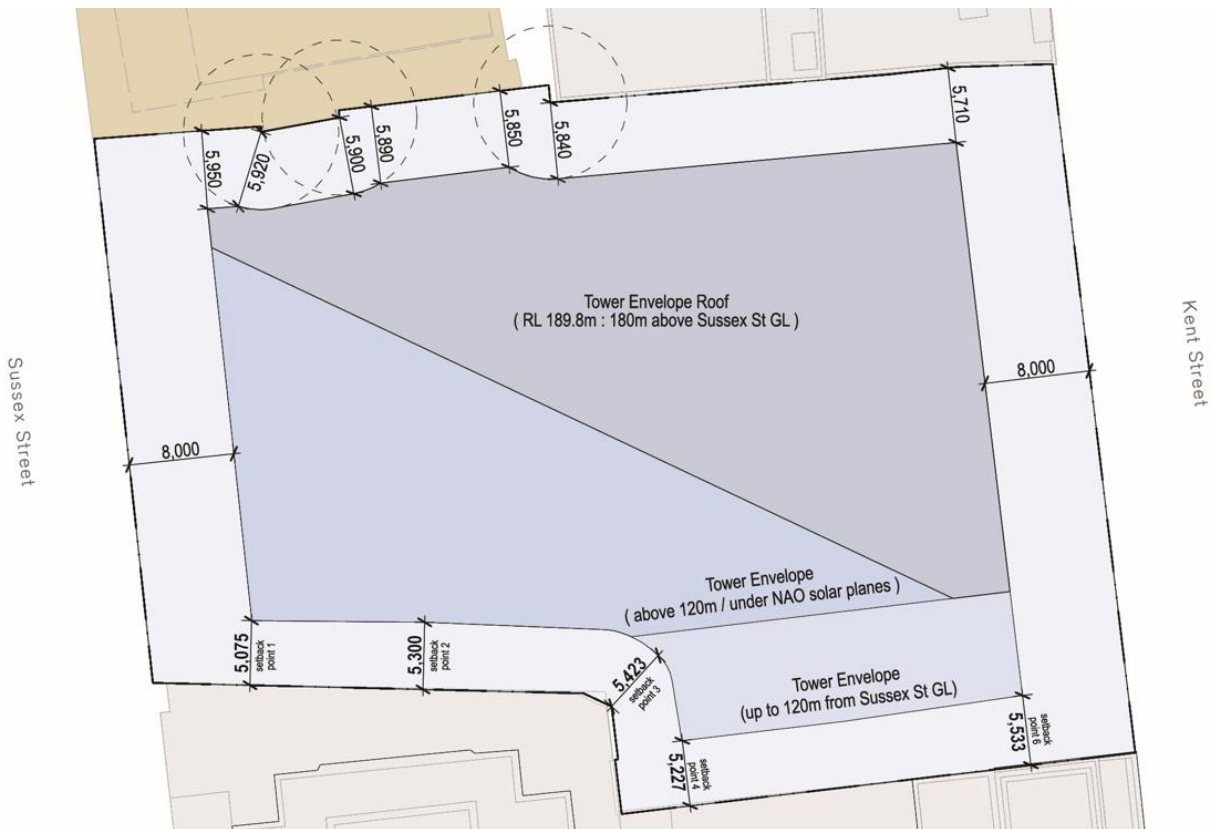 5,950
5,920
5,900
5,890
5,850
5,840
5,710
Tower Envelope Roof
( RL 189.8m : 180m above Sussex St GL )
Kent Street
8,000
Sussex Street
8,000
Tower Envelope
( above 120m / under NAO solar planes )
5,075
setback
point 1
5,300
setback
point 2
5,423
setback
point 3
Tower Envelope
(up to 120m from Sussex St GL)
5,227
setback
point 4
5,533
setback
point 6